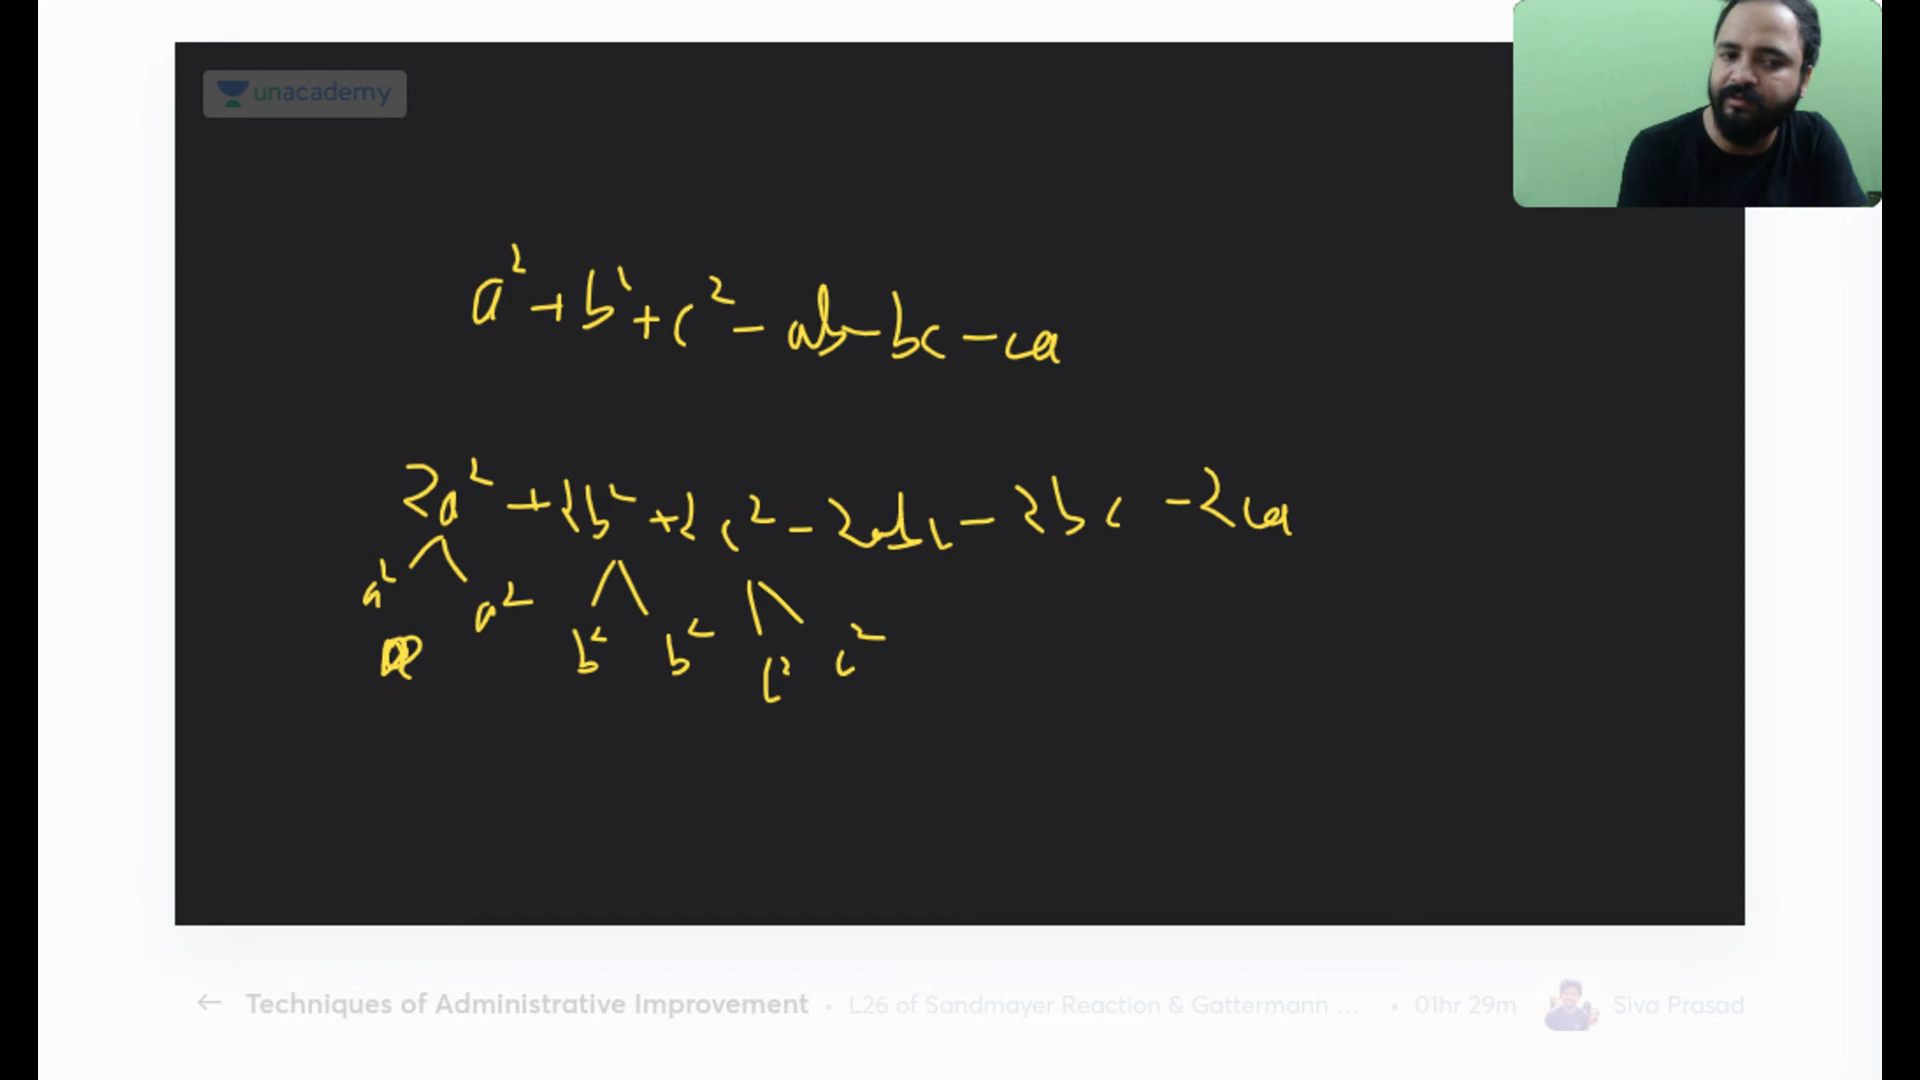 unacademy
a² + b² + c² - ab - bc - ca
2a² + 2b² + 2c² - 2abc - 2bc - 2ca
a² a² b² b² c² c²
← Techniques of Administrative Improvement • L26 of Sandmayer Reaction & Gattermann ... • 01hr 29m Siva Prasad